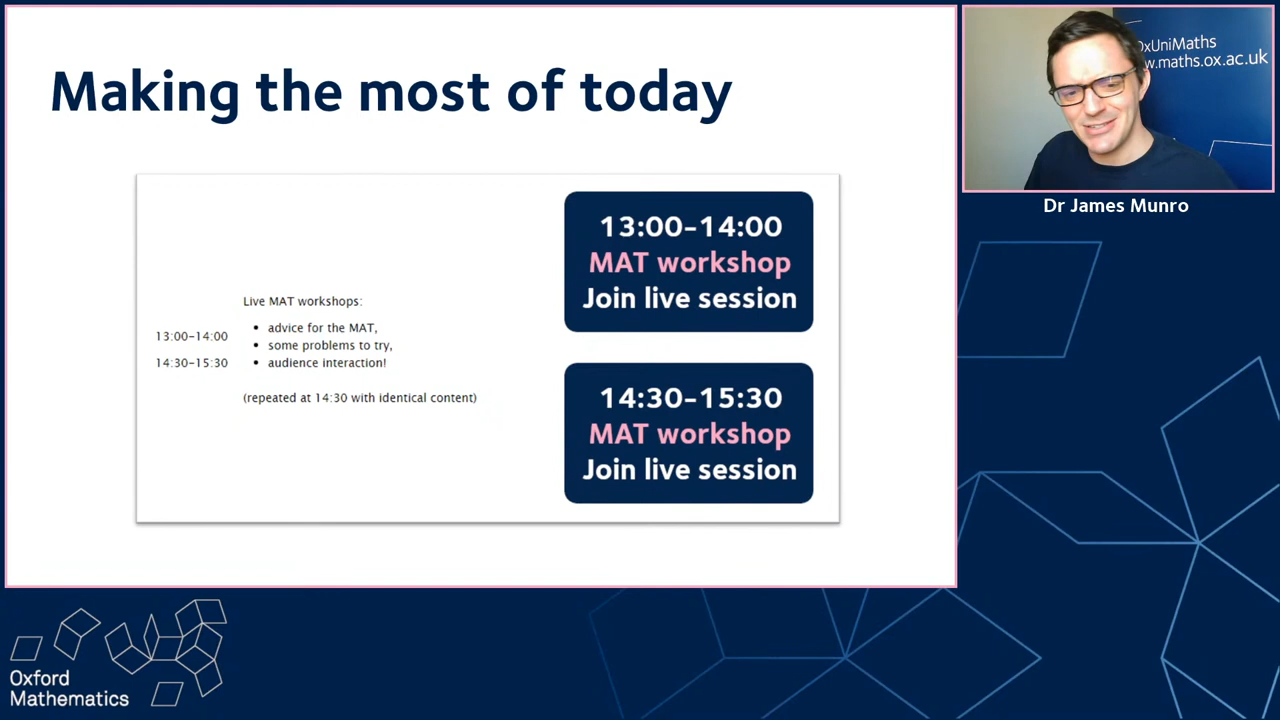 Making the most of today
Live MAT workshops:
13:00–14:00
14:30–15:30
• advice for the MAT,
• some problems to try,
• audience interaction!
(repeated at 14:30 with identical content)
13:00–14:00
MAT workshop
Join live session
14:30–15:30
MAT workshop
Join live session
OxUniMaths
w.maths.ox.ac.uk
Dr James Munro
Oxford
Mathematics